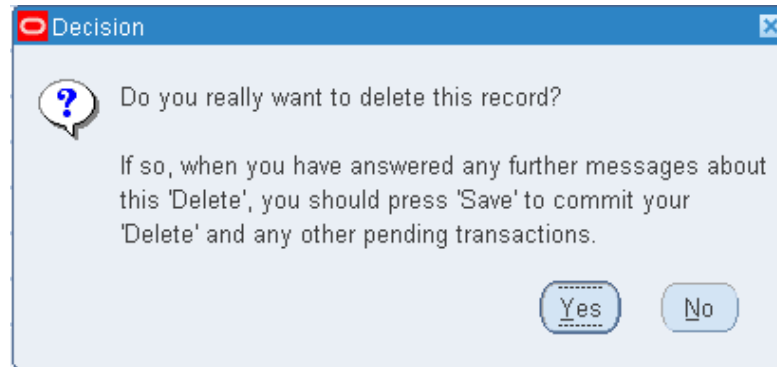 Decision
Do you really want to delete this record?
If so, when you have answered any further messages about
this 'Delete', you should press 'Save' to commit your
'Delete' and any other pending transactions.
Yes No